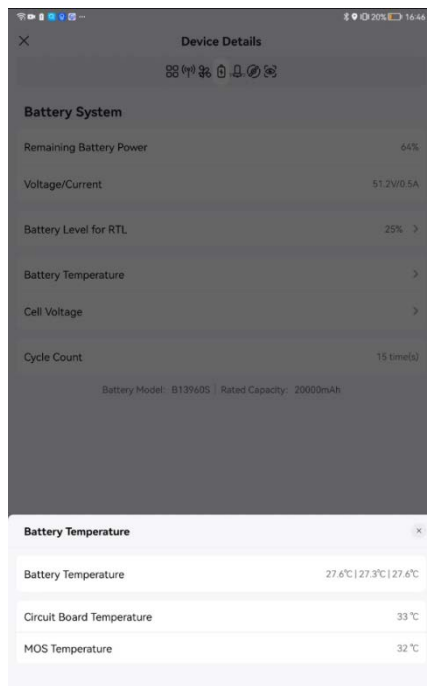 20% 16:46
Device Details
Battery System
Remaining Battery Power 64%
Voltage/Current 51.2V/0.5A
Battery Level for RTL 25%
Battery Temperature
Cell Voltage
Cycle Count 15 time(s)
Battery Model: B13960S | Rated Capacity: 20000mAh
Battery Temperature
Battery Temperature 27.6℃ | 27.3℃ | 27.6℃
Circuit Board Temperature 33 ℃
MOS Temperature 32 ℃